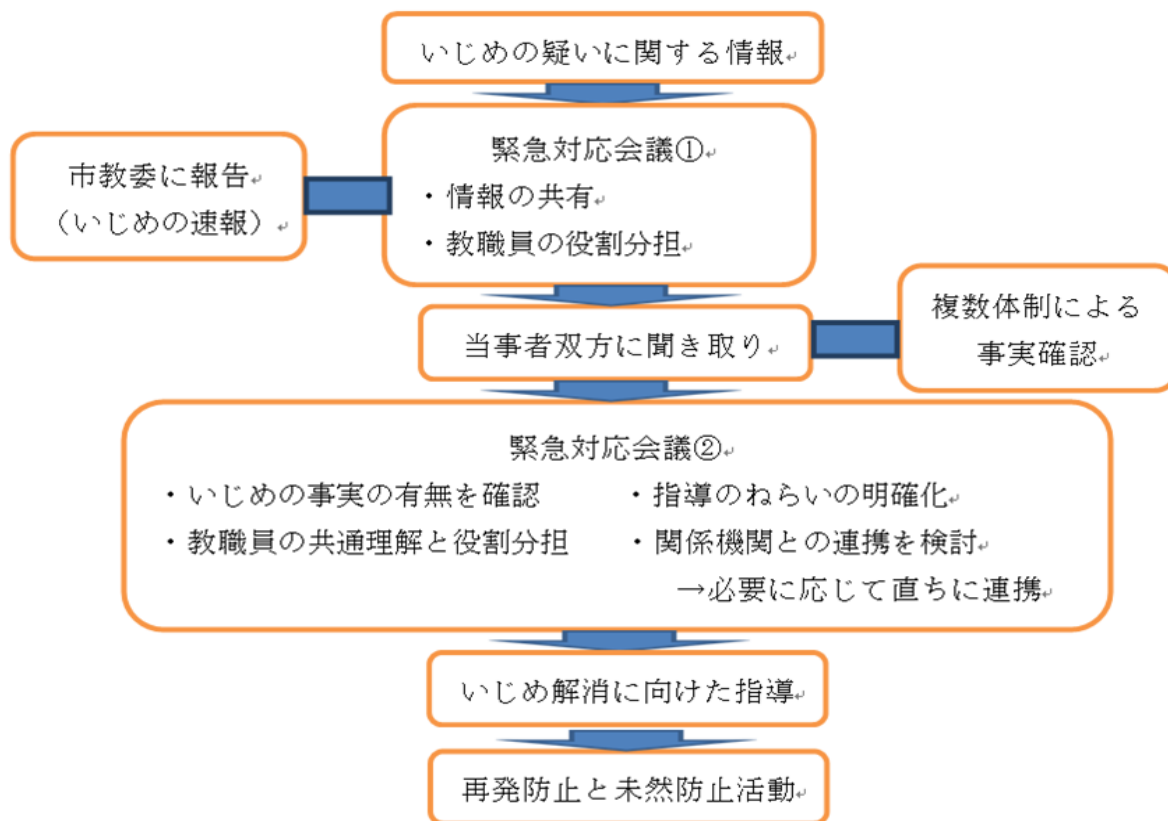 いじめの疑いに関する情報
緊急対応会議①
・情報の共有
・教職員の役割分担
市教委に報告
（いじめの速報）
当事者双方に聞き取り
複数体制による
事実確認
緊急対応会議②
・いじめの事実の有無を確認
・教職員の共通理解と役割分担
・指導のねらいの明確化
・関係機関との連携を検討
→必要に応じて直ちに連携
いじめ解消に向けた指導
再発防止と未然防止活動